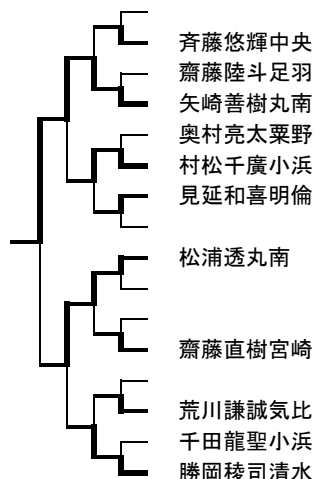 斉藤悠輝中央
齋藤陸斗足羽
矢崎善樹丸南
奥村亮太粟野
村松千廣小浜
見延和喜明倫
松浦透丸南
齋藤直樹宮崎
荒川謙誠気比
千田龍聖小浜
勝岡稜司清水